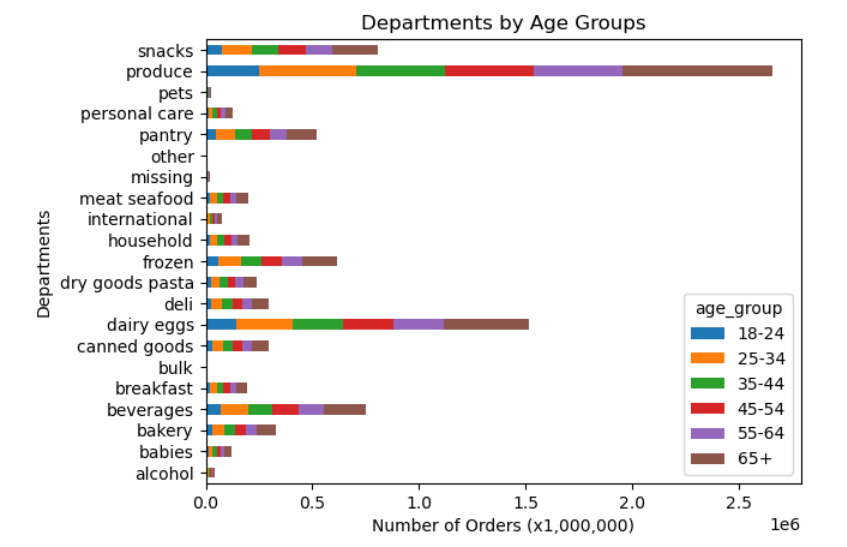 Departments by Age Groups
snacks
produce
pets
personal care
pantry
other
missing
meat seafood
international
household
frozen
dry goods pasta
deli
dairy eggs
canned goods
bulk
breakfast
beverages
bakery
babies
alcohol
Departments
age_group
18-24
25-34
35-44
45-54
55-64
65+
0.0 0.5 1.0 1.5 2.0 2.5
1e6
Number of Orders (x1,000,000)